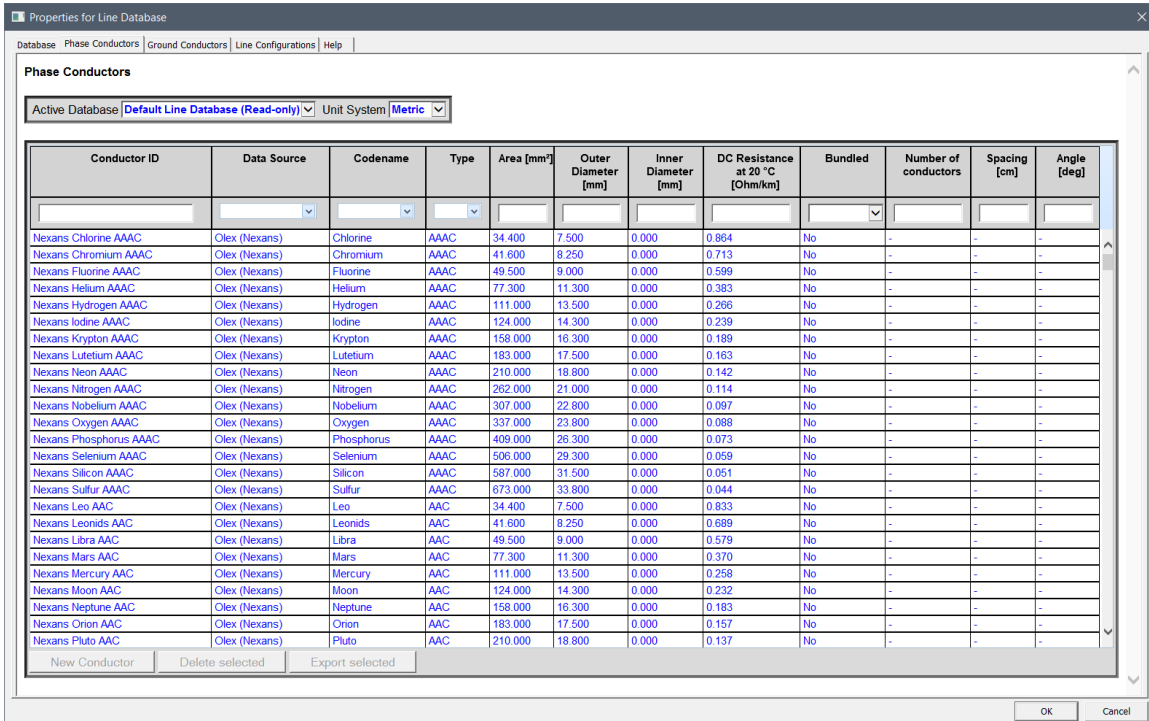 Properties for Line Database
Database Phase Conductors Ground Conductors Line Configurations Help
Phase Conductors
Active Database Default Line Database (Read-only) Unit System Metric
Conductor ID Data Source Codename Type Area [mm²] Outer Diameter [mm] Inner Diameter [mm] DC Resistance at 20 °C [Ohm/km] Bundled Number of conductors Spacing [cm] Angle [deg]
Nexans Chlorine AAAC Olex (Nexans) Chlorine AAAC 34.400 7.500 0.000 0.864 No - - -
Nexans Chromium AAAC Olex (Nexans) Chromium AAAC 41.600 8.250 0.000 0.713 No - - -
Nexans Fluorine AAAC Olex (Nexans) Fluorine AAAC 49.500 9.000 0.000 0.599 No - - -
Nexans Helium AAAC Olex (Nexans) Helium AAAC 77.300 11.300 0.000 0.383 No - - -
Nexans Hydrogen AAAC Olex (Nexans) Hydrogen AAAC 111.000 13.500 0.000 0.266 No - - -
Nexans Iodine AAAC Olex (Nexans) Iodine AAAC 124.000 14.300 0.000 0.239 No - - -
Nexans Krypton AAAC Olex (Nexans) Krypton AAAC 158.000 16.300 0.000 0.189 No - - -
Nexans Lutetium AAAC Olex (Nexans) Lutetium AAAC 183.000 17.500 0.000 0.163 No - - -
Nexans Neon AAAC Olex (Nexans) Neon AAAC 210.000 18.800 0.000 0.142 No - - -
Nexans Nitrogen AAAC Olex (Nexans) Nitrogen AAAC 262.000 21.000 0.000 0.114 No - - -
Nexans Nobelium AAAC Olex (Nexans) Nobelium AAAC 307.000 22.800 0.000 0.097 No - - -
Nexans Oxygen AAAC Olex (Nexans) Oxygen AAAC 337.000 23.800 0.000 0.088 No - - -
Nexans Phosphorus AAAC Olex (Nexans) Phosphorus AAAC 409.000 26.300 0.000 0.073 No - - -
Nexans Selenium AAAC Olex (Nexans) Selenium AAAC 506.000 29.300 0.000 0.059 No - - -
Nexans Silicon AAAC Olex (Nexans) Silicon AAAC 587.000 31.500 0.000 0.051 No - - -
Nexans Sulfur AAAC Olex (Nexans) Sulfur AAAC 673.000 33.800 0.000 0.044 No - - -
Nexans Leo AAC Olex (Nexans) Leo AAC 34.400 7.500 0.000 0.833 No - - -
Nexans Leonids AAC Olex (Nexans) Leonids AAC 41.600 8.250 0.000 0.689 No - - -
Nexans Libra AAC Olex (Nexans) Libra AAC 49.500 9.000 0.000 0.579 No - - -
Nexans Mars AAC Olex (Nexans) Mars AAC 77.300 11.300 0.000 0.370 No - - -
Nexans Mercury AAC Olex (Nexans) Mercury AAC 111.000 13.500 0.000 0.258 No - - -
Nexans Moon AAC Olex (Nexans) Moon AAC 124.000 14.300 0.000 0.232 No - - -
Nexans Neptune AAC Olex (Nexans) Neptune AAC 158.000 16.300 0.000 0.183 No - - -
Nexans Orion AAC Olex (Nexans) Orion AAC 183.000 17.500 0.000 0.157 No - - -
Nexans Pluto AAC Olex (Nexans) Pluto AAC 210.000 18.800 0.000 0.137 No - - -
New Conductor Delete selected Export selected
OK Cancel